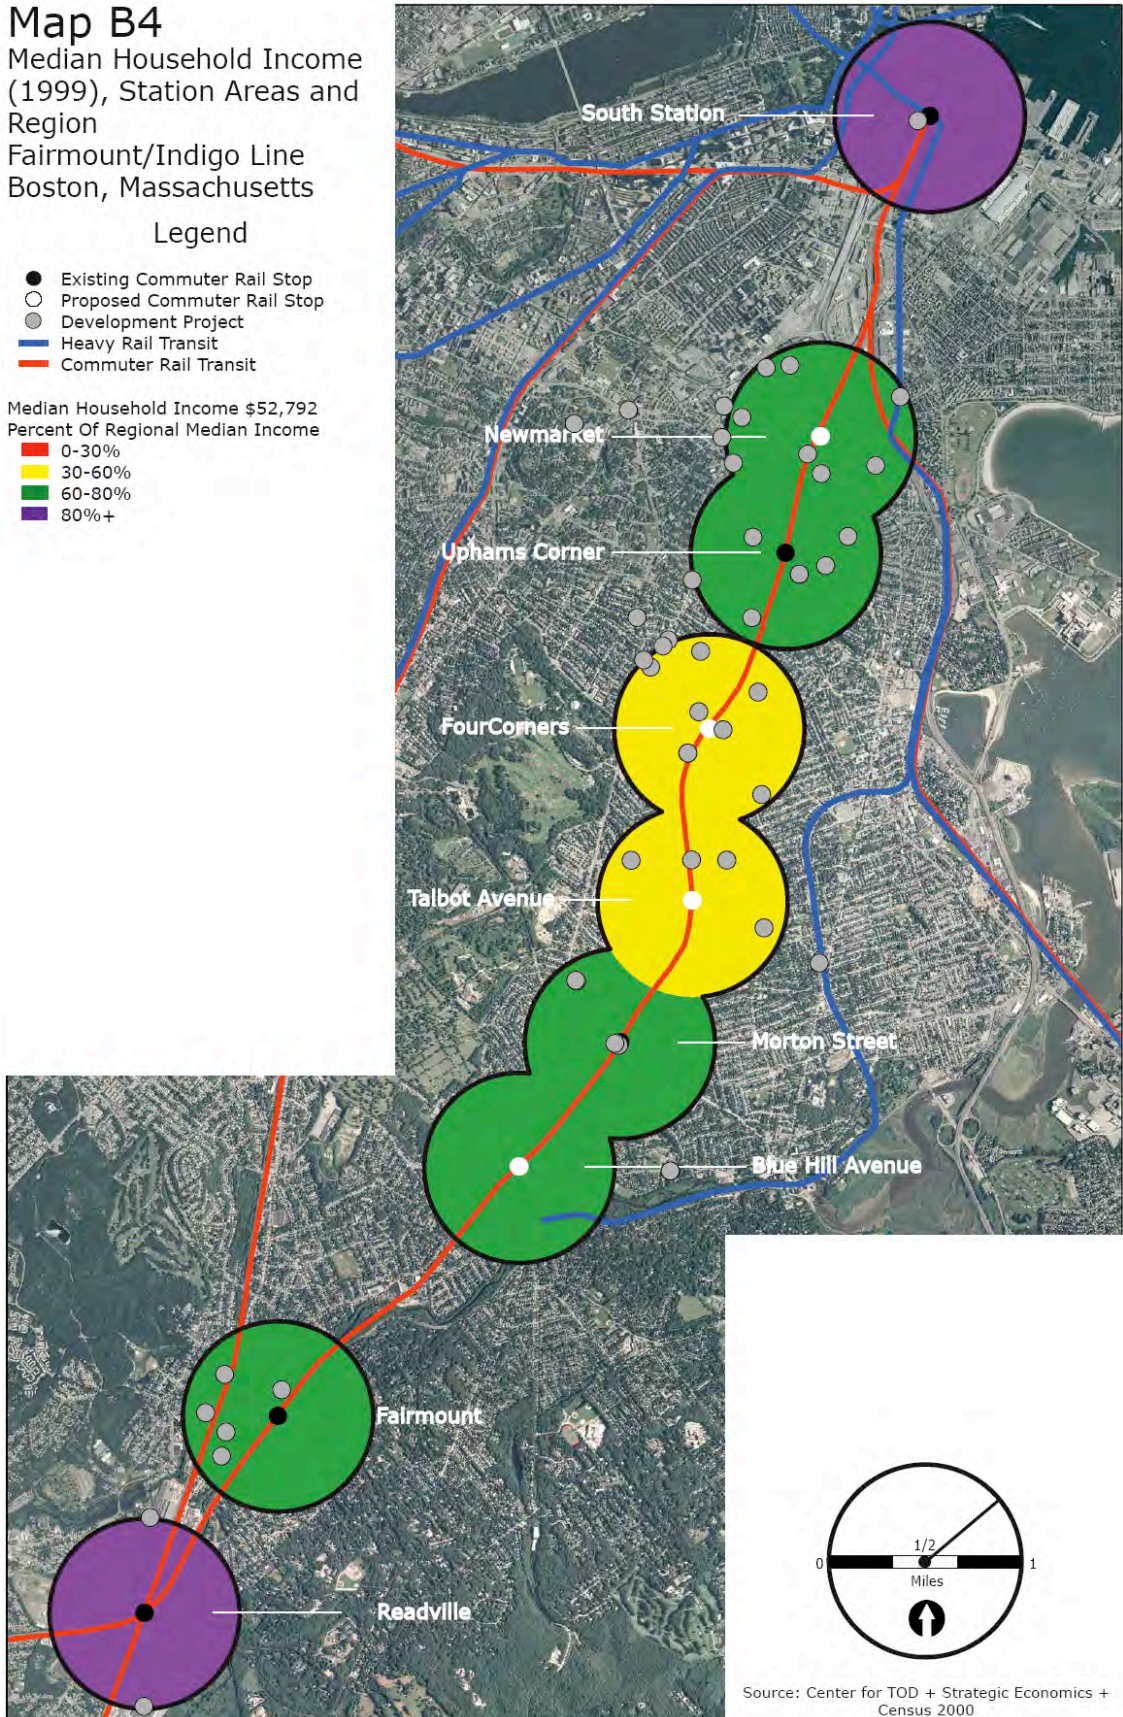 Map B4
Median Household Income
(1999), Station Areas and
Region
Fairmount/Indigo Line
Boston, Massachusetts
Legend
Existing Commuter Rail Stop
Proposed Commuter Rail Stop
Development Project
Heavy Rail Transit
Commuter Rail Transit
Median Household Income $52,792
Percent Of Regional Median Income
0-30%
30-60%
60-80%
80%+
South Station
Newmarket
Uphams Corner
FourCorners
Talbot Avenue
Morton Street
Blue Hill Avenue
Fairmount
Readville
1/2
0 1
Miles
Source: Center for TOD + Strategic Economics +
Census 2000